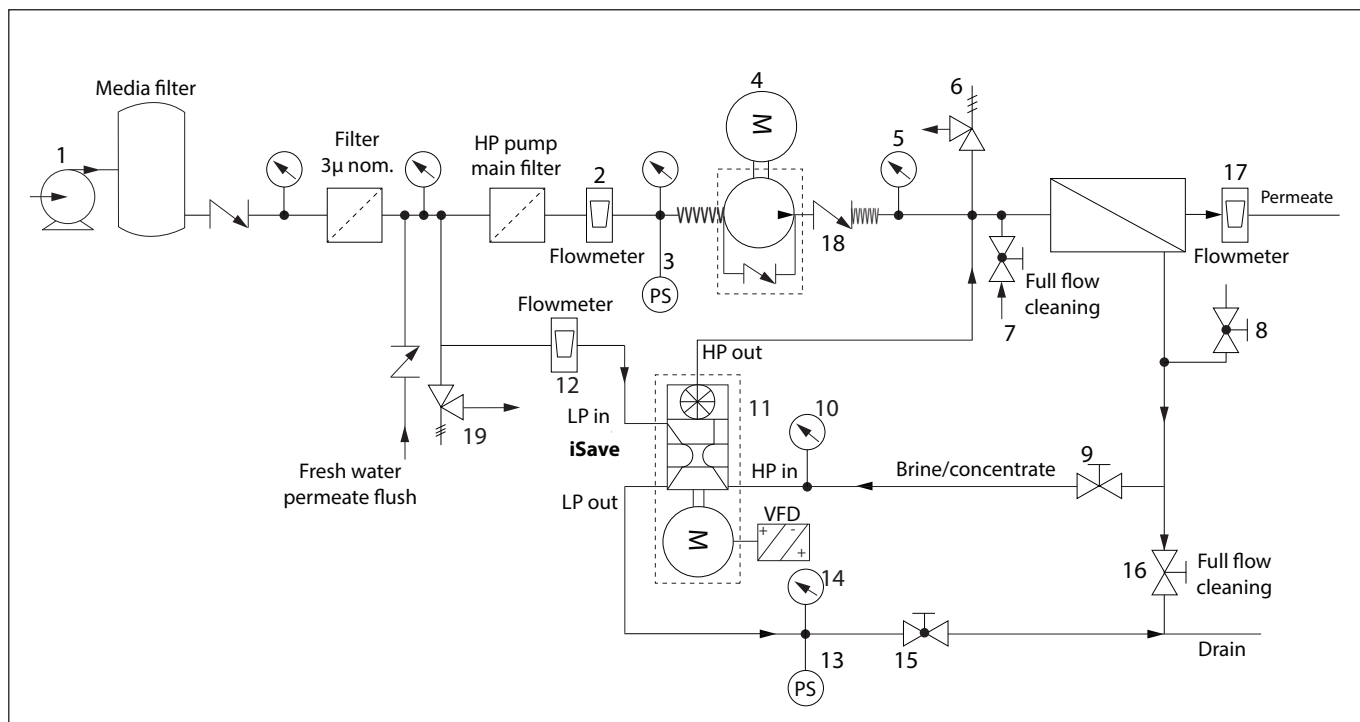 Media filter
1
Filter
3µ nom.
HP pump
main filter
2
Flowmeter
3
PS
4
M
18
5
6
Full flow
cleaning
7
17
Permeate
Flowmeter
8
Flowmeter
12
HP out
LP in
iSave
11
LP out
HP in
10
Brine/concentrate
9
19
Fresh water
permeate flush
M
VFD
+
-
+
14
13
PS
15
16
Full flow
cleaning
Drain